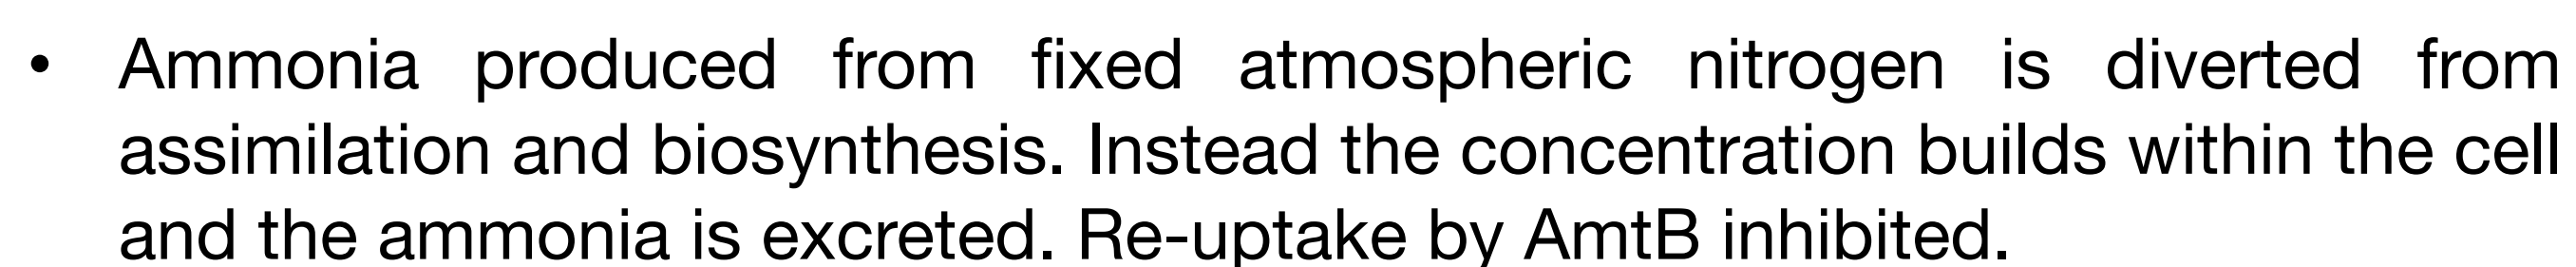 • Ammonia produced from fixed atmospheric nitrogen is diverted from
assimilation and biosynthesis. Instead the concentration builds within the cell
and the ammonia is excreted. Re-uptake by AmtB inhibited.